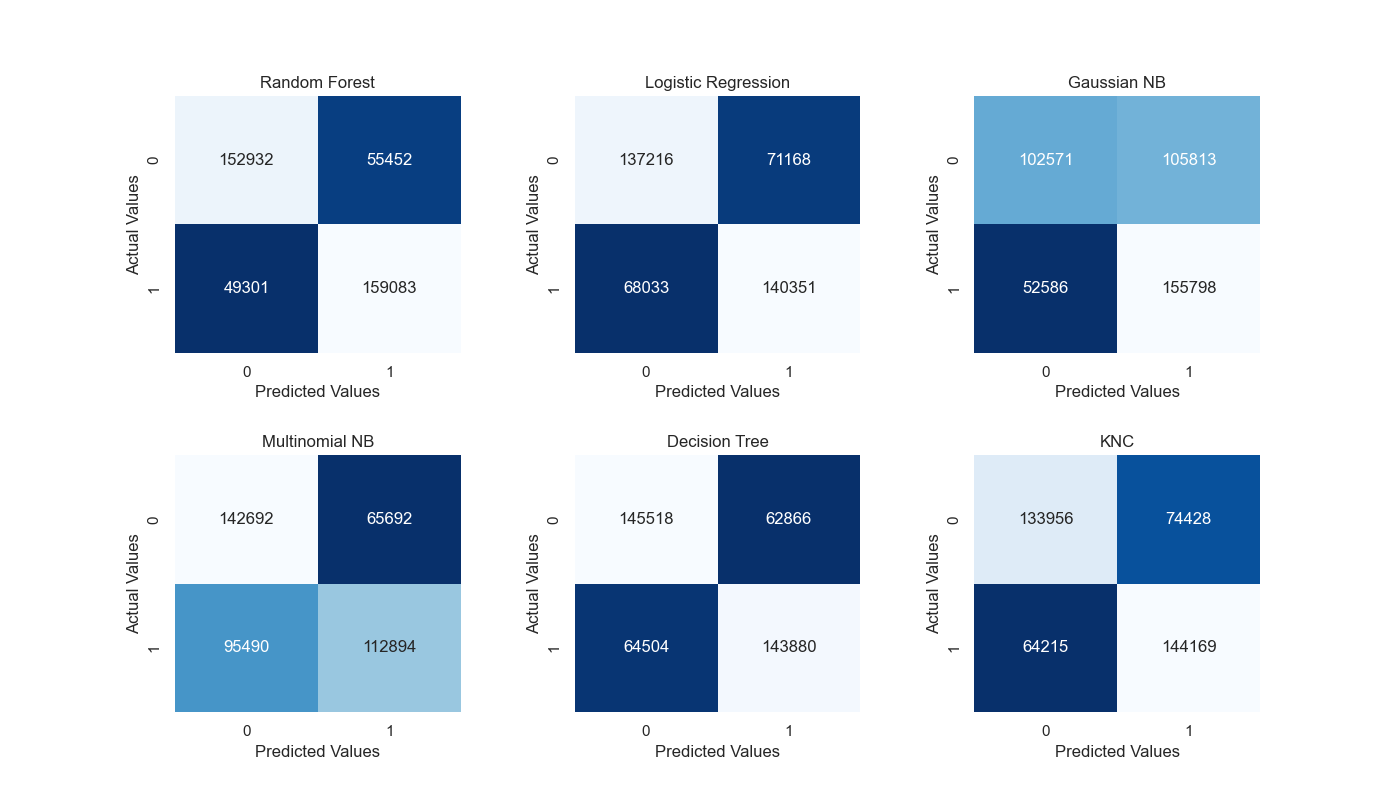 Random Forest
Logistic Regression
Gaussian NB
0
152932
55452
0
137216
71168
0
102571
105813
Actual Values
Actual Values
Actual Values
1
49301
159083
1
68033
140351
1
52586
155798
0
1
0
1
0
1
Predicted Values
Predicted Values
Predicted Values
Multinomial NB
Decision Tree
KNC
0
142692
65692
0
145518
62866
0
133956
74428
Actual Values
Actual Values
Actual Values
1
95490
112894
1
64504
143880
1
64215
144169
0
1
0
1
0
1
Predicted Values
Predicted Values
Predicted Values